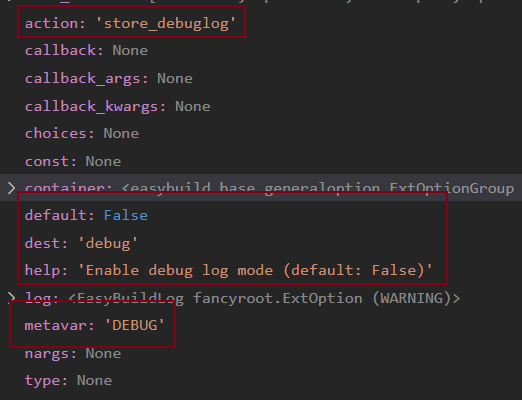 action: 'store_debuglog'
callback: None
callback_args: None
callback_kwargs: None
choices: None
const: None
container: <easybuild.base.generaloption.ExtOptionGroup
default: False
dest: 'debug'
help: 'Enable debug log mode (default: False)'
log: <EasyBuildLog fancyroot.ExtOption (WARNING)>
metavar: 'DEBUG'
nargs: None
type: None